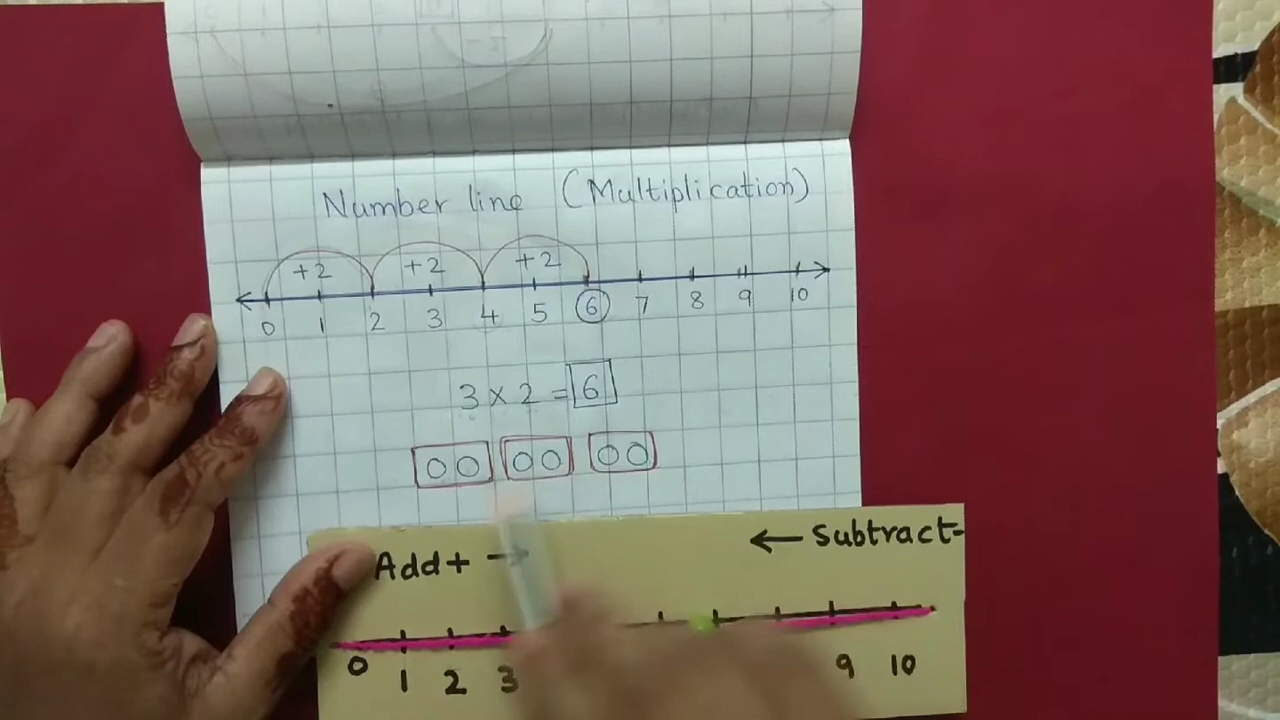 Number line (Multiplication)
+2 +2 +2
0 1 2 3 4 5 6 7 8 9 10
3 × 2 = 6
Add+ → ← Subtract-
0 1 2 3 9 10